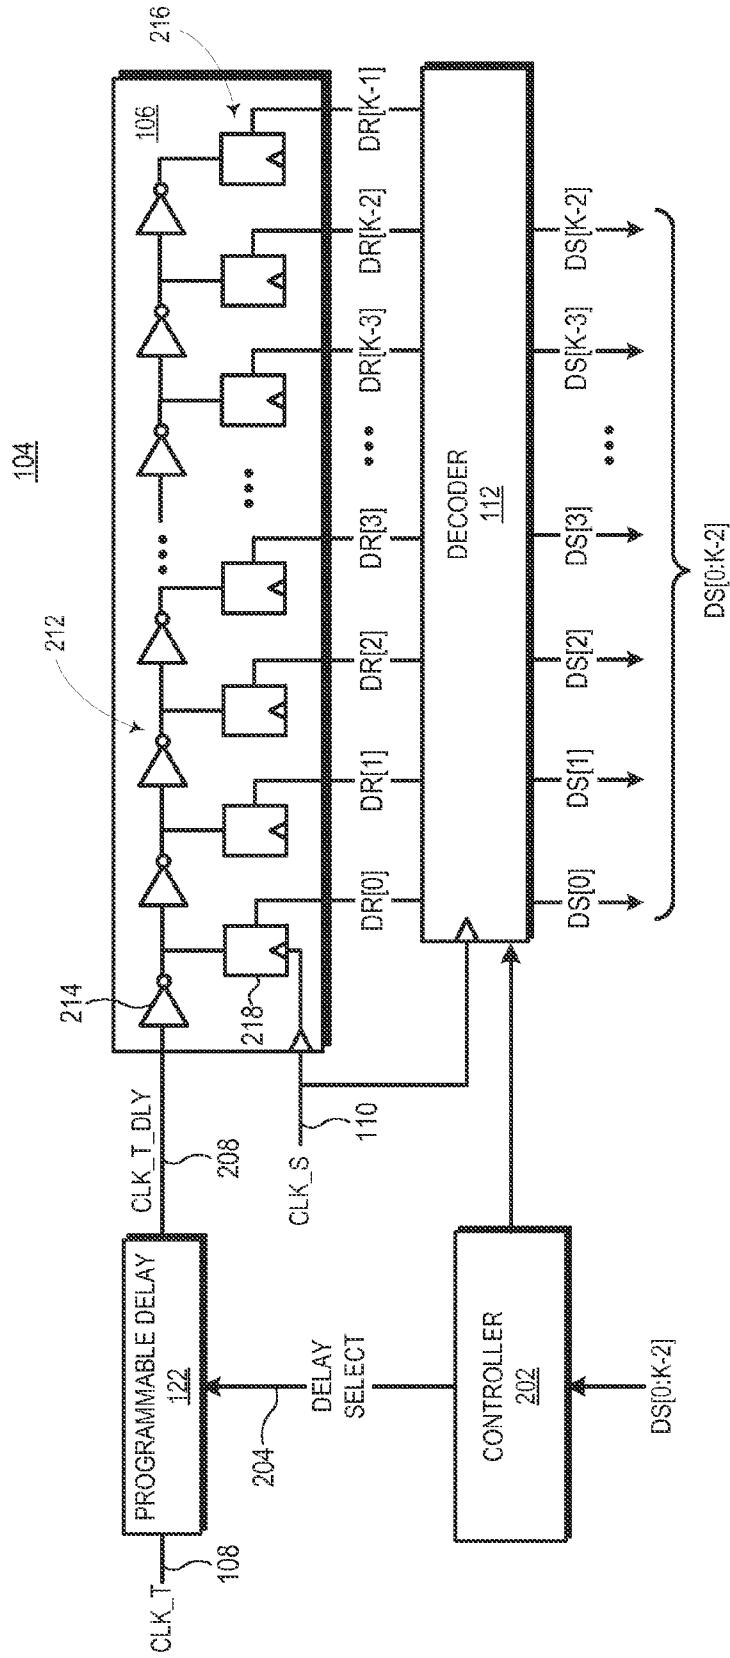 104
CLK_T
108
PROGRAMMABLE DELAY
122
CLK_T_DLY
208
204
DELAY
SELECT
CONTROLLER
202
DS[0:K-2]
CLK_S
110
106
212
214
216
218
DR[0]
DR[1]
DR[2]
DR[3]
•••
DR[K-3]
DR[K-2]
DR[K-1]
DECODER
112
DS[0]
DS[1]
DS[2]
DS[3]
•••
DS[K-3]
DS[K-2]
DS[0:K-2]